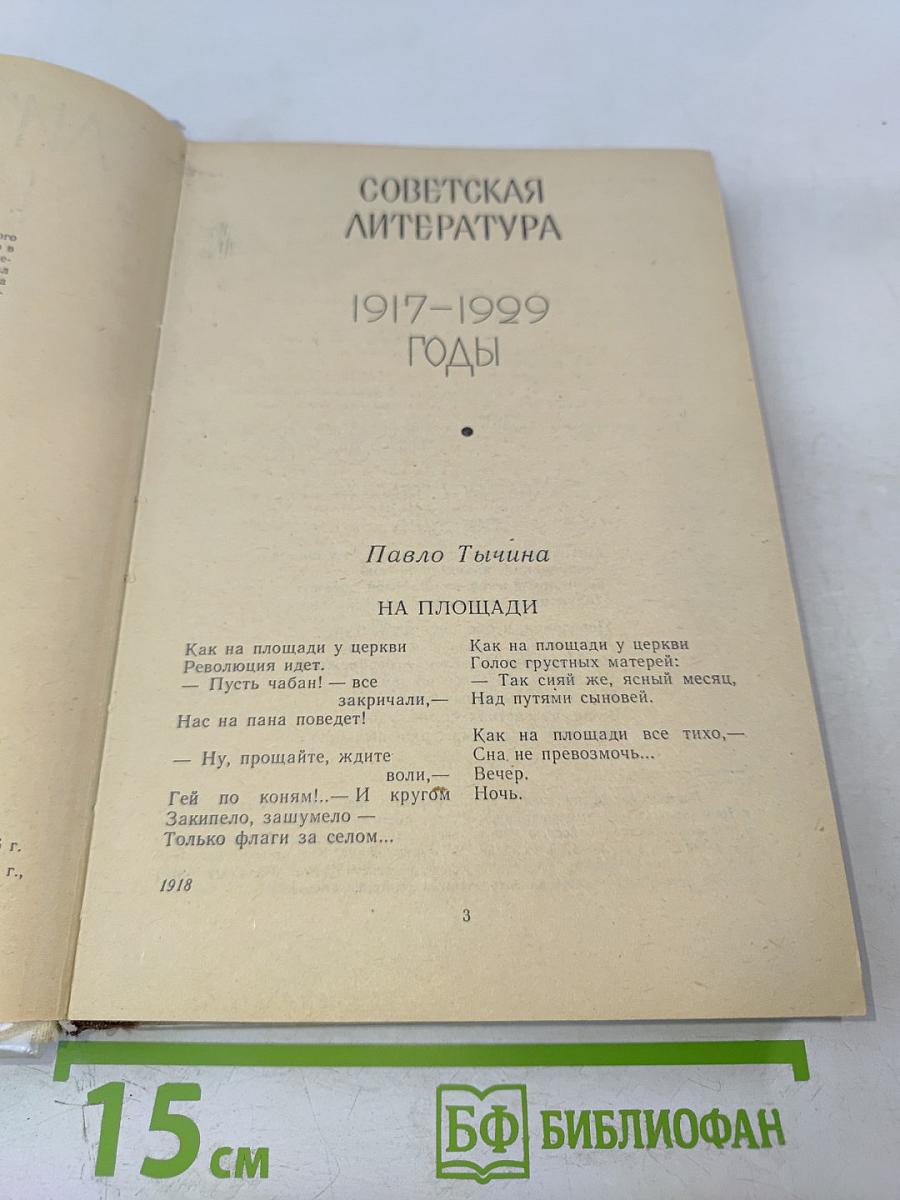 ого
в
е-
л
а
г.
г.,
СОВЕТСКАЯ
ЛИТЕРАТУРА
1917—1929
ГОДЫ
Павло Тычина
НА ПЛОЩАДИ
Как на площади у церкви
Революция идет.
— Пусть чабан! — все
закричали,—
Нас на пана поведет!
— Ну, прощайте, ждите
воли,—
Гей по коням!..— И кругом
Закипело, зашумело —
Только флаги за селом...
1918
Как на площади у церкви
Голос грустных матерей:
— Так сияй же, ясный месяц,
Над путями сыновей.
Как на площади все тихо,—
Сна не превозмочь...
Вечер.
Ночь.
3
15 см
БФ БИБЛИОФАН